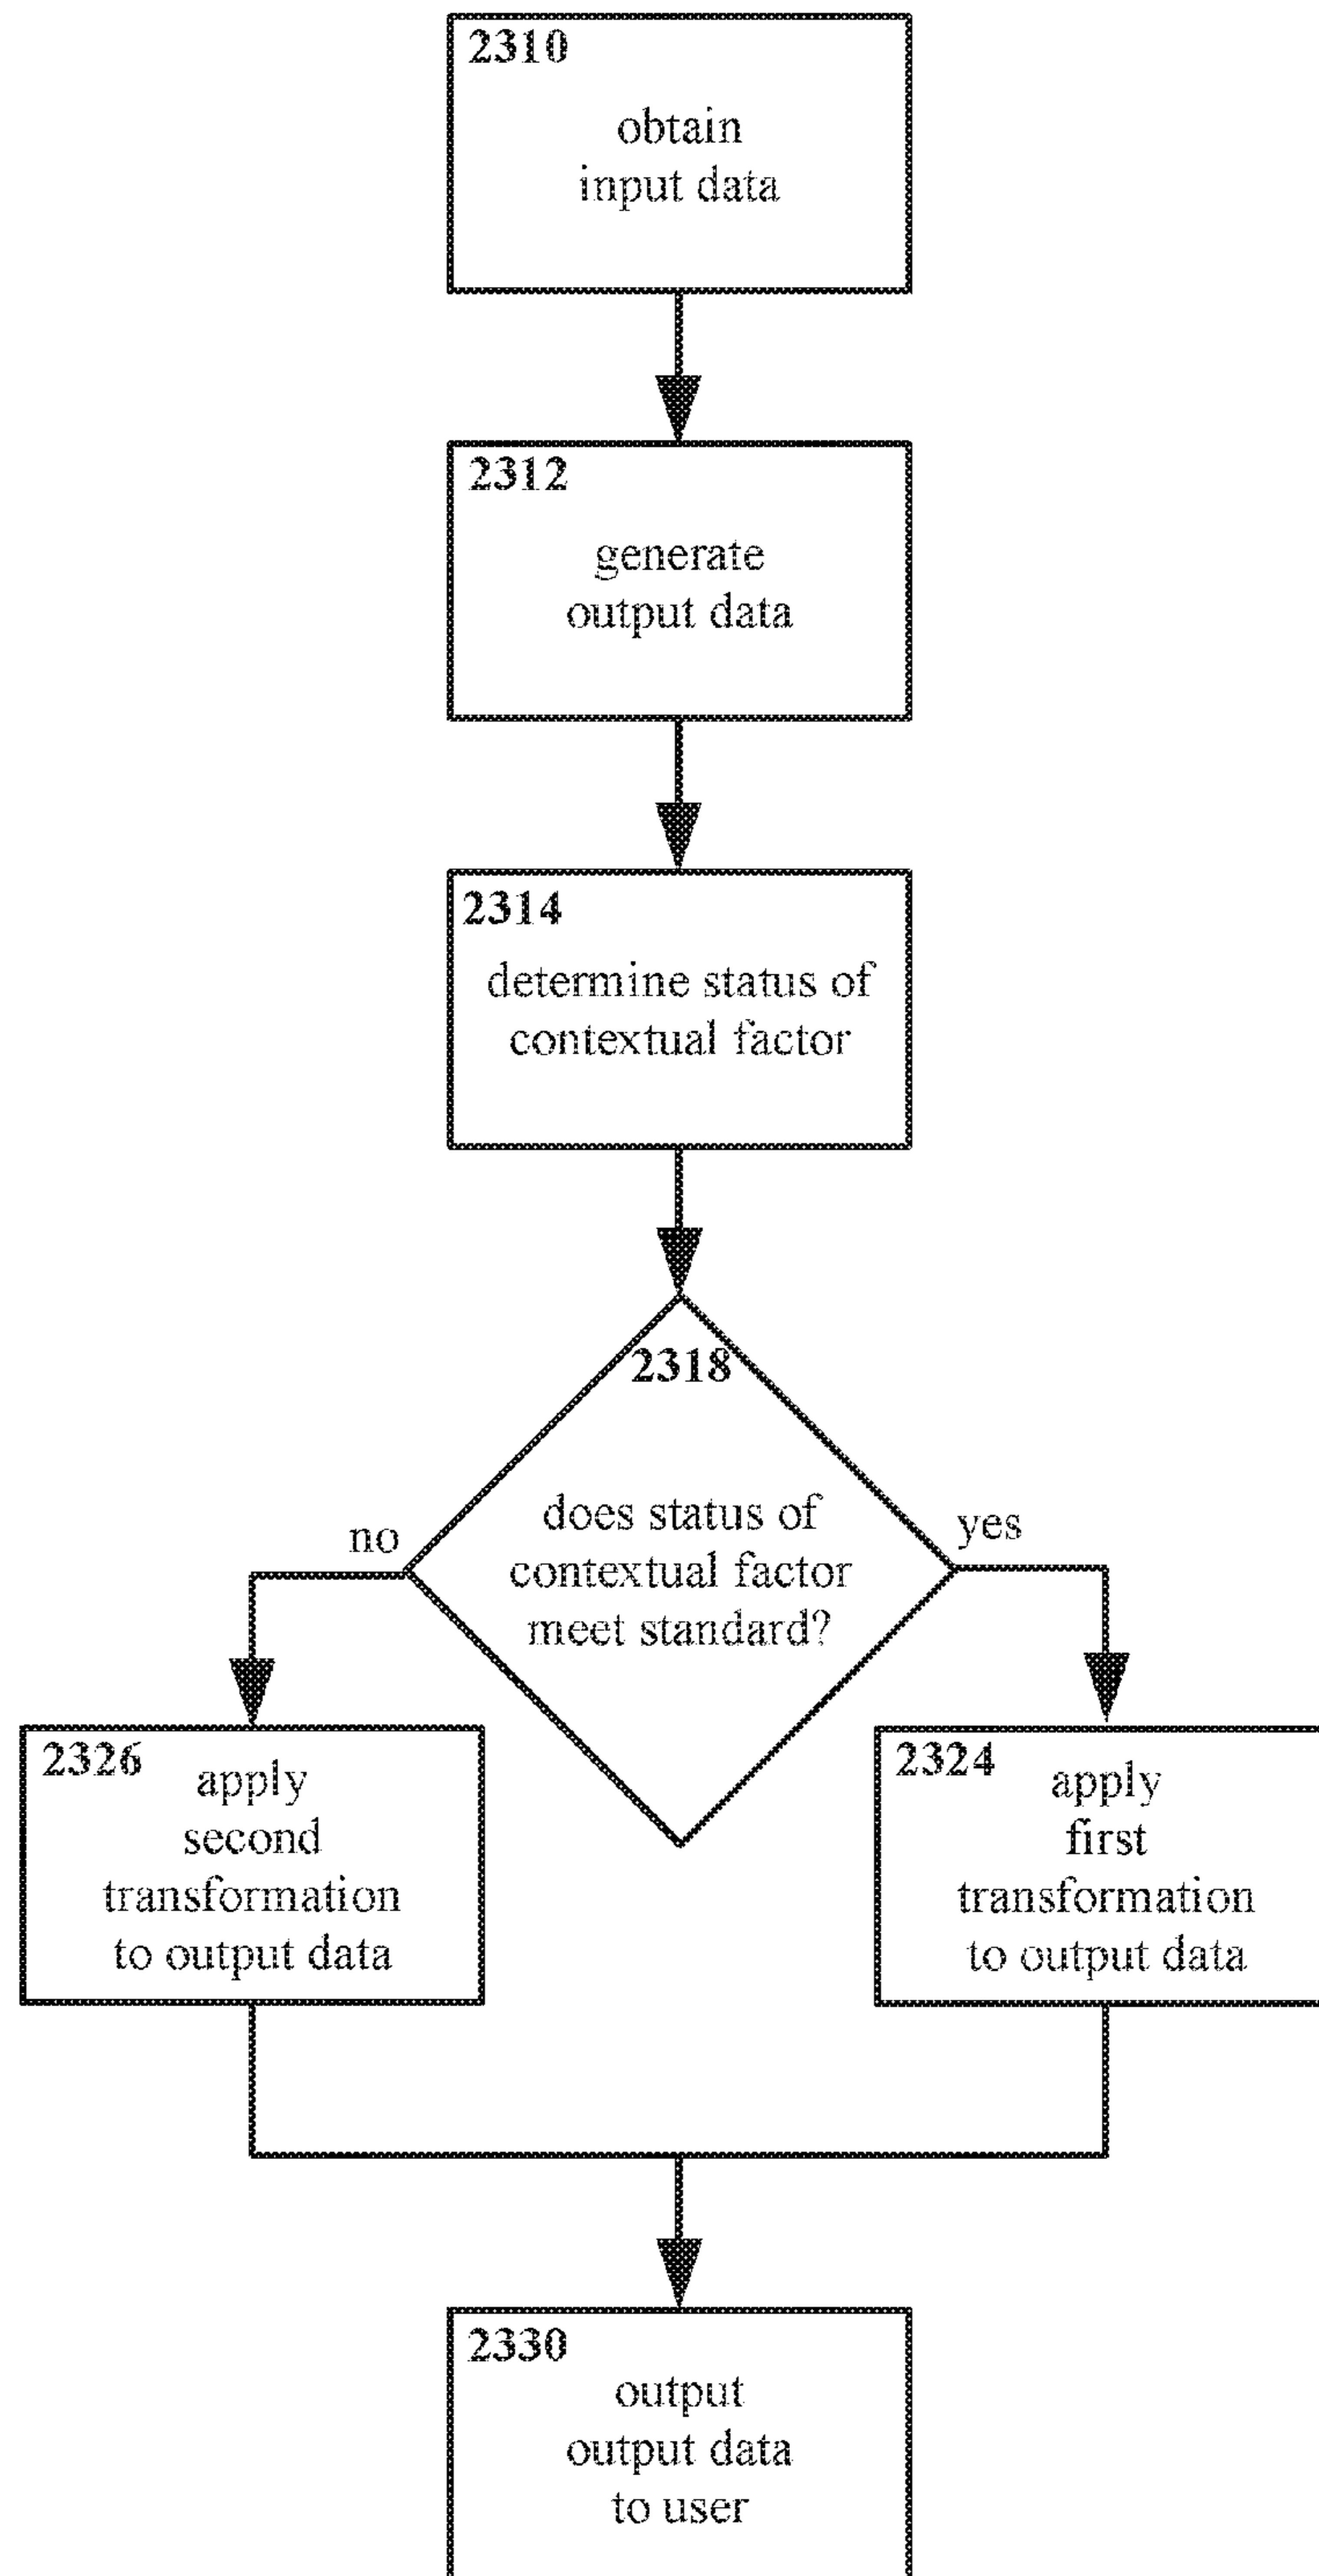 2310
obtain
input data
2312
generate
output data
2314
determine status of
contextual factor
2318
does status of
contextual factor
meet standard?
no
yes
2326
apply
second
transformation
to output data
2324
apply
first
transformation
to output data
2330
output
output data
to user